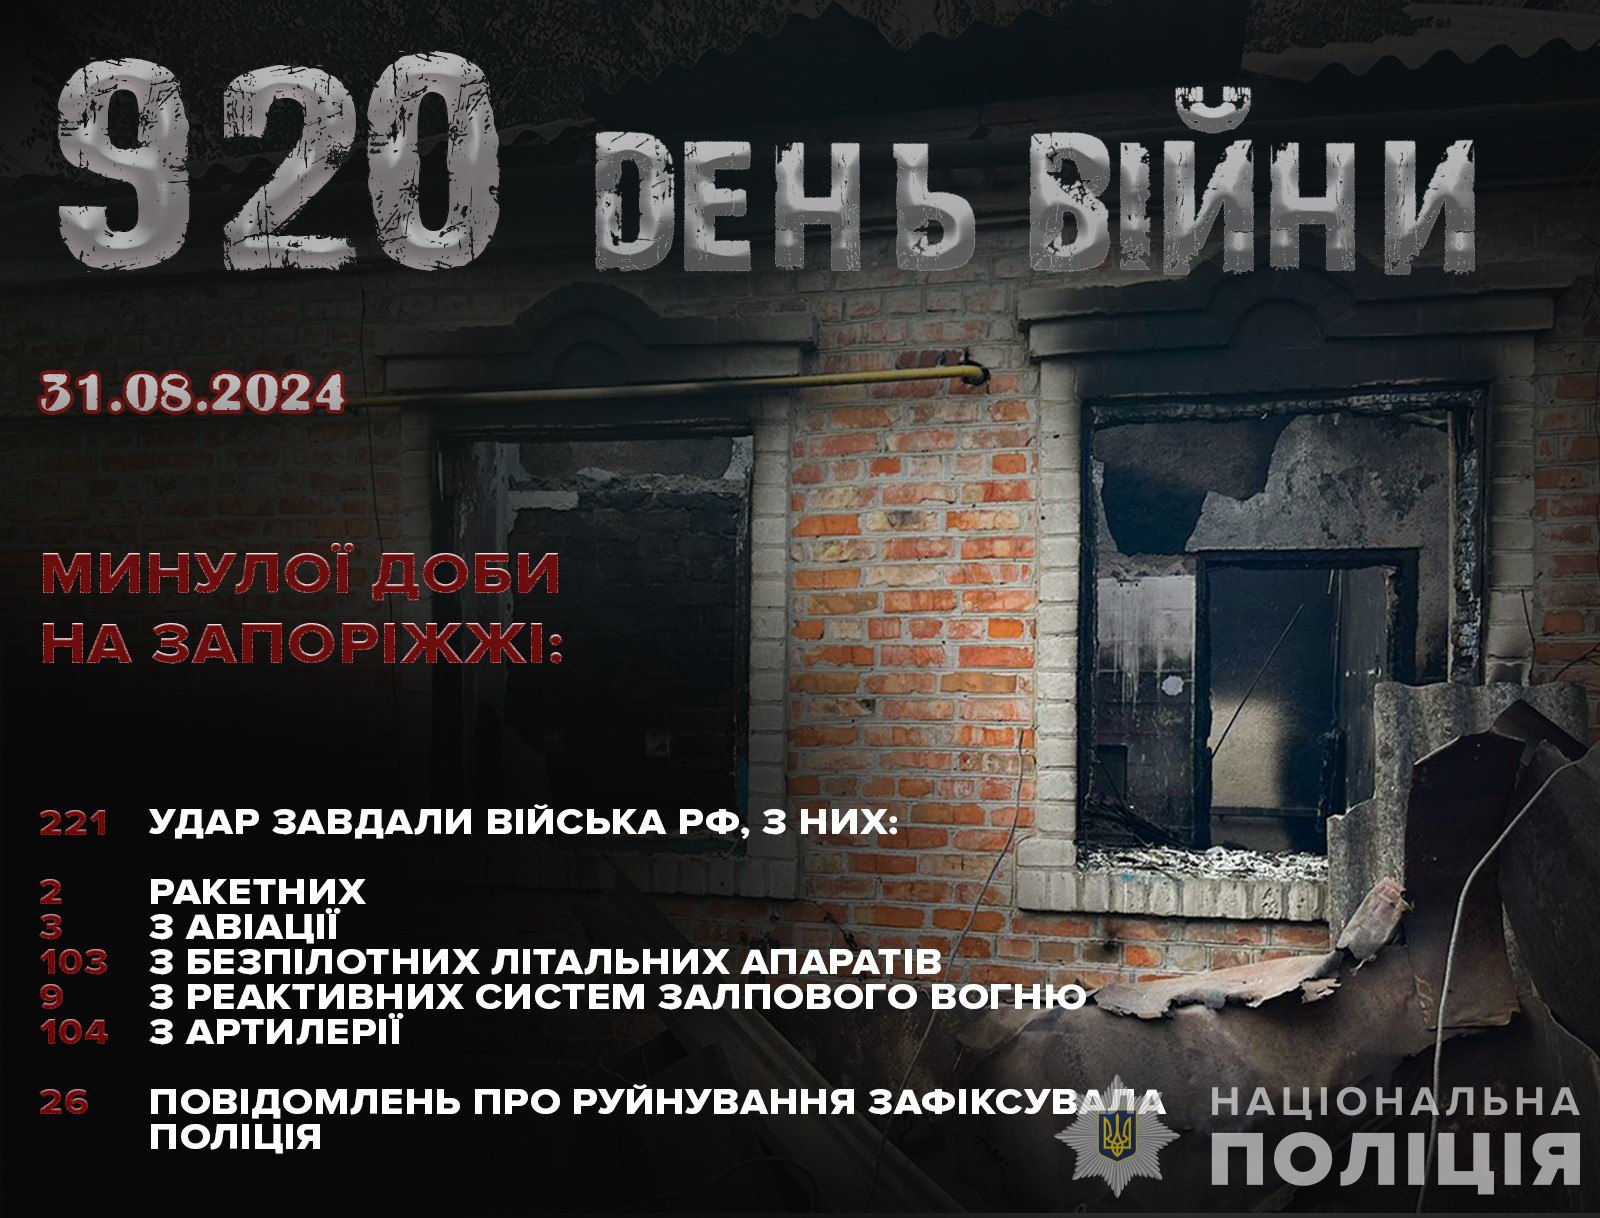 920 ДЕНЬ ВІЙНИ
31.08.2024
МИНУЛОЇ ДОБИ
НА ЗАПОРІЖЖІ:
221 УДАР ЗАВДАЛИ ВІЙСЬКА РФ, З НИХ:
2 РАКЕТНИХ
3 З АВІАЦІЇ
103 З БЕЗПІЛОТНИХ ЛІТАЛЬНИХ АПАРАТІВ
9 З РЕАКТИВНИХ СИСТЕМ ЗАЛПОВОГО ВОГНЮ
104 З АРТИЛЕРІЇ
26 ПОВІДОМЛЕНЬ ПРО РУЙНУВАННЯ ЗАФІКСУВАЛА
ПОЛІЦІЯ
НАЦІОНАЛЬНА
ПОЛІЦІЯ